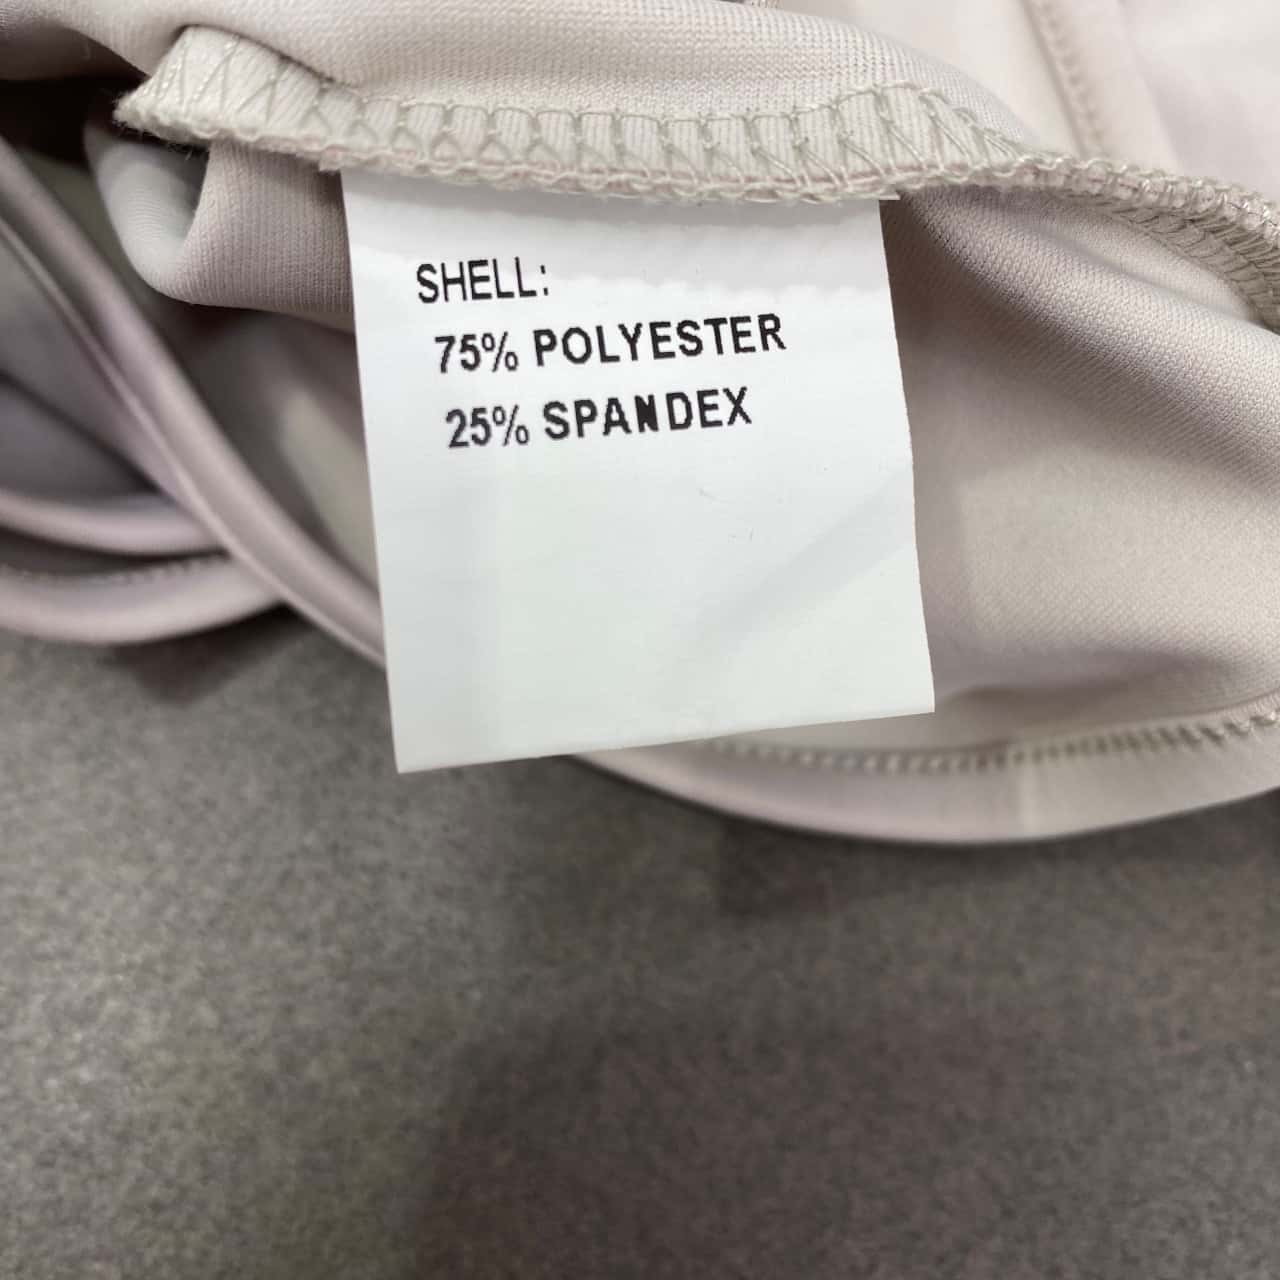 SHELL:
75% POLYESTER
25% SPANDEX